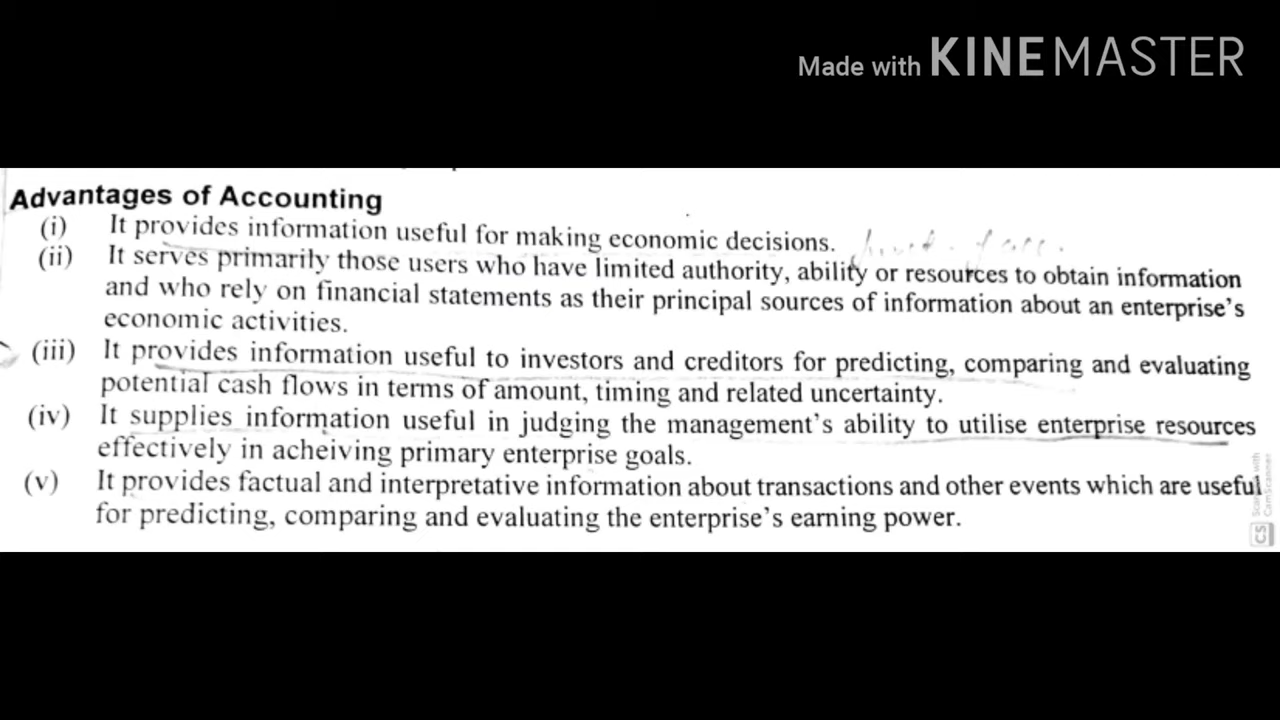 Made with KINEMASTER
Advantages of Accounting
(i) It provides information useful for making economic decisions.
(ii) It serves primarily those users who have limited authority, ability or resources to obtain information
and who rely on financial statements as their principal sources of information about an enterprise's
economic activities.
(iii) It provides information useful to investors and creditors for predicting, comparing and evaluating
potential cash flows in terms of amount, timing and related uncertainty.
(iv) It supplies information useful in judging the management's ability to utilise enterprise resources
effectively in acheiving primary enterprise goals.
(v) It provides factual and interpretative information about transactions and other events which are useful
for predicting, comparing and evaluating the enterprise's earning power.
CS Scanned with
CamScanner